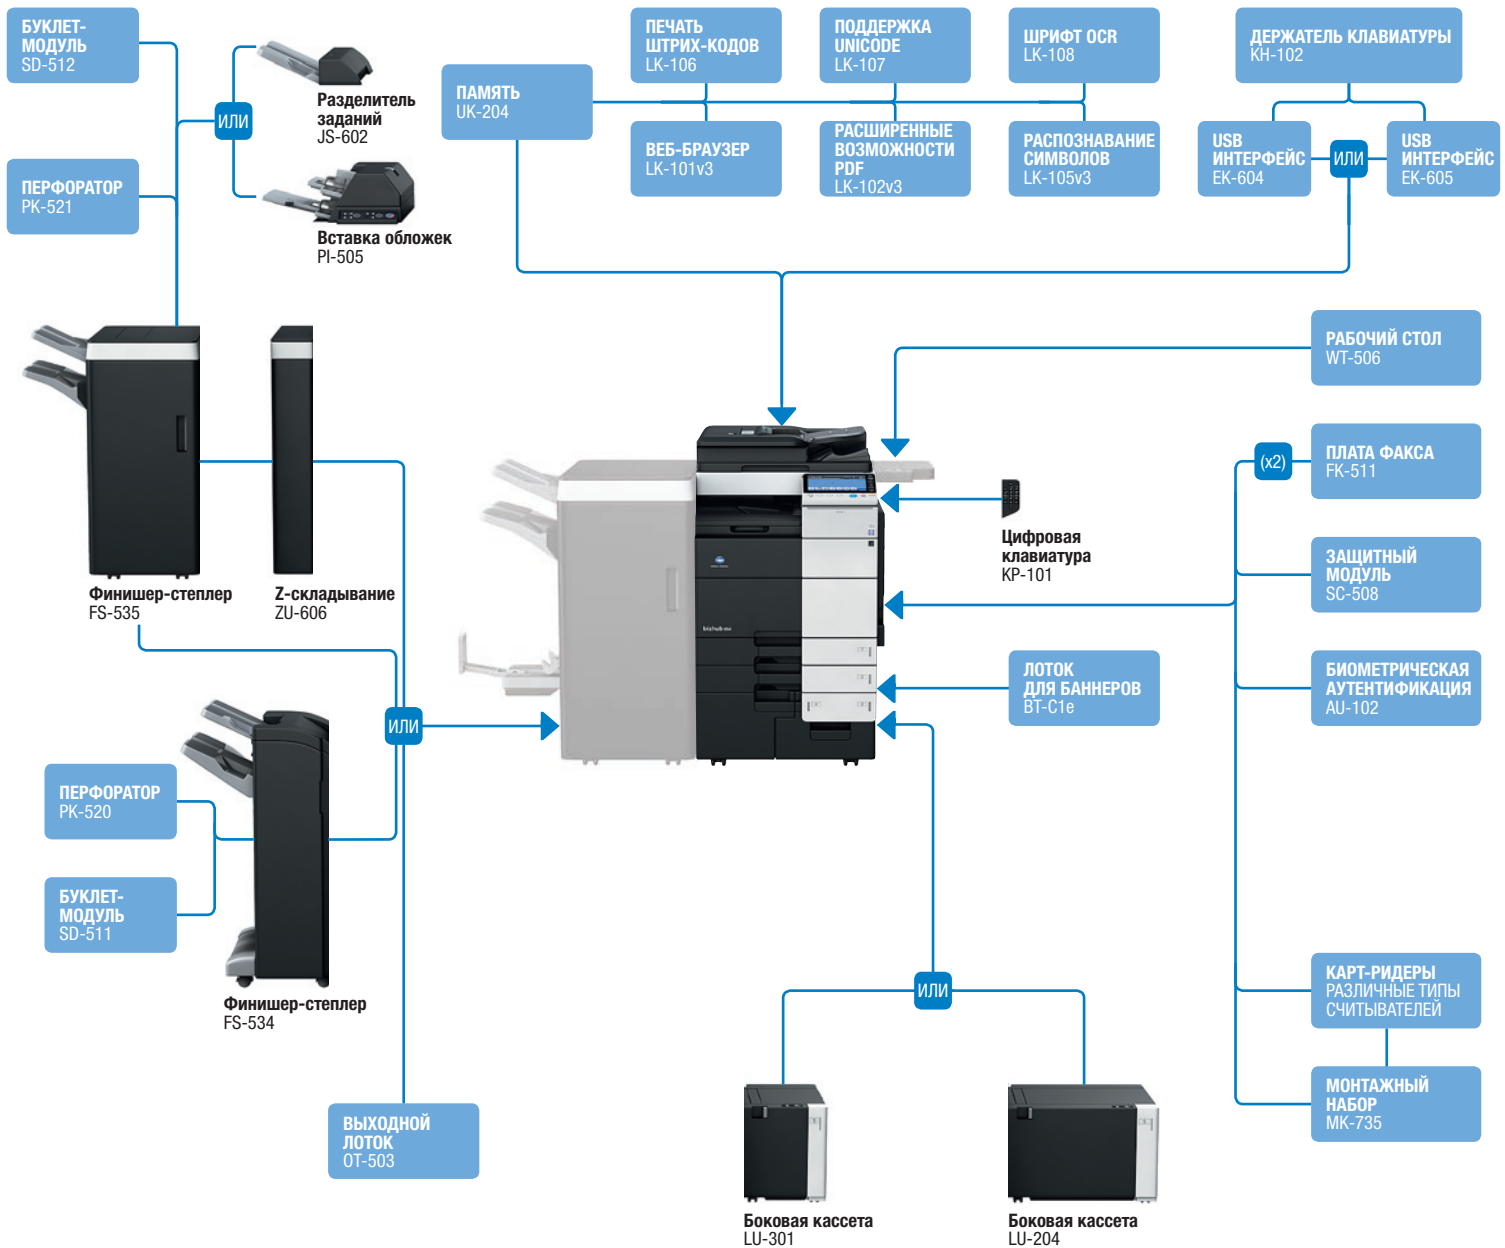 БУКЛЕТ-
МОДУЛЬ
SD-512
ПЕРФОРАТОР
PK-521
ИЛИ
Разделитель
заданий
JS-602
Вставка обложек
PI-505
ПАМЯТЬ
UK-204
ПЕЧАТЬ
ШТРИХ-КОДОВ
LK-106
ПОДДЕРЖКА
UNICODE
LK-107
ШРИФТ OCR
LK-108
ВЕБ-БРАУЗЕР
LK-101v3
РАСШИРЕННЫЕ
ВОЗМОЖНОСТИ
PDF
LK-102v3
РАСПОЗНАВАНИЕ
СИМВОЛОВ
LK-105v3
ДЕРЖАТЕЛЬ КЛАВИАТУРЫ
KH-102
USB
ИНТЕРФЕЙС
EK-604
ИЛИ
USB
ИНТЕРФЕЙС
EK-605
РАБОЧИЙ СТОЛ
WT-506
(x2)
ПЛАТА ФАКСА
FK-511
Цифровая
клавиатура
KP-101
ЗАЩИТНЫЙ
МОДУЛЬ
SC-508
ЛОТОК
ДЛЯ БАННЕРОВ
BT-C1e
БИОМЕТРИЧЕСКАЯ
АУТЕНТИФИКАЦИЯ
AU-102
Финишер-степлер
FS-535
Z-складывание
ZU-606
bizhub
ИЛИ
ПЕРФОРАТОР
PK-520
БУКЛЕТ-
МОДУЛЬ
SD-511
Финишер-степлер
FS-534
ВЫХОДНОЙ
ЛОТОК
OT-503
ИЛИ
КАРТ-РИДЕРЫ
РАЗЛИЧНЫЕ ТИПЫ
СЧИТЫВАТЕЛЕЙ
МОНТАЖНЫЙ
НАБОР
MK-735
Боковая кассета
LU-301
Боковая кассета
LU-204